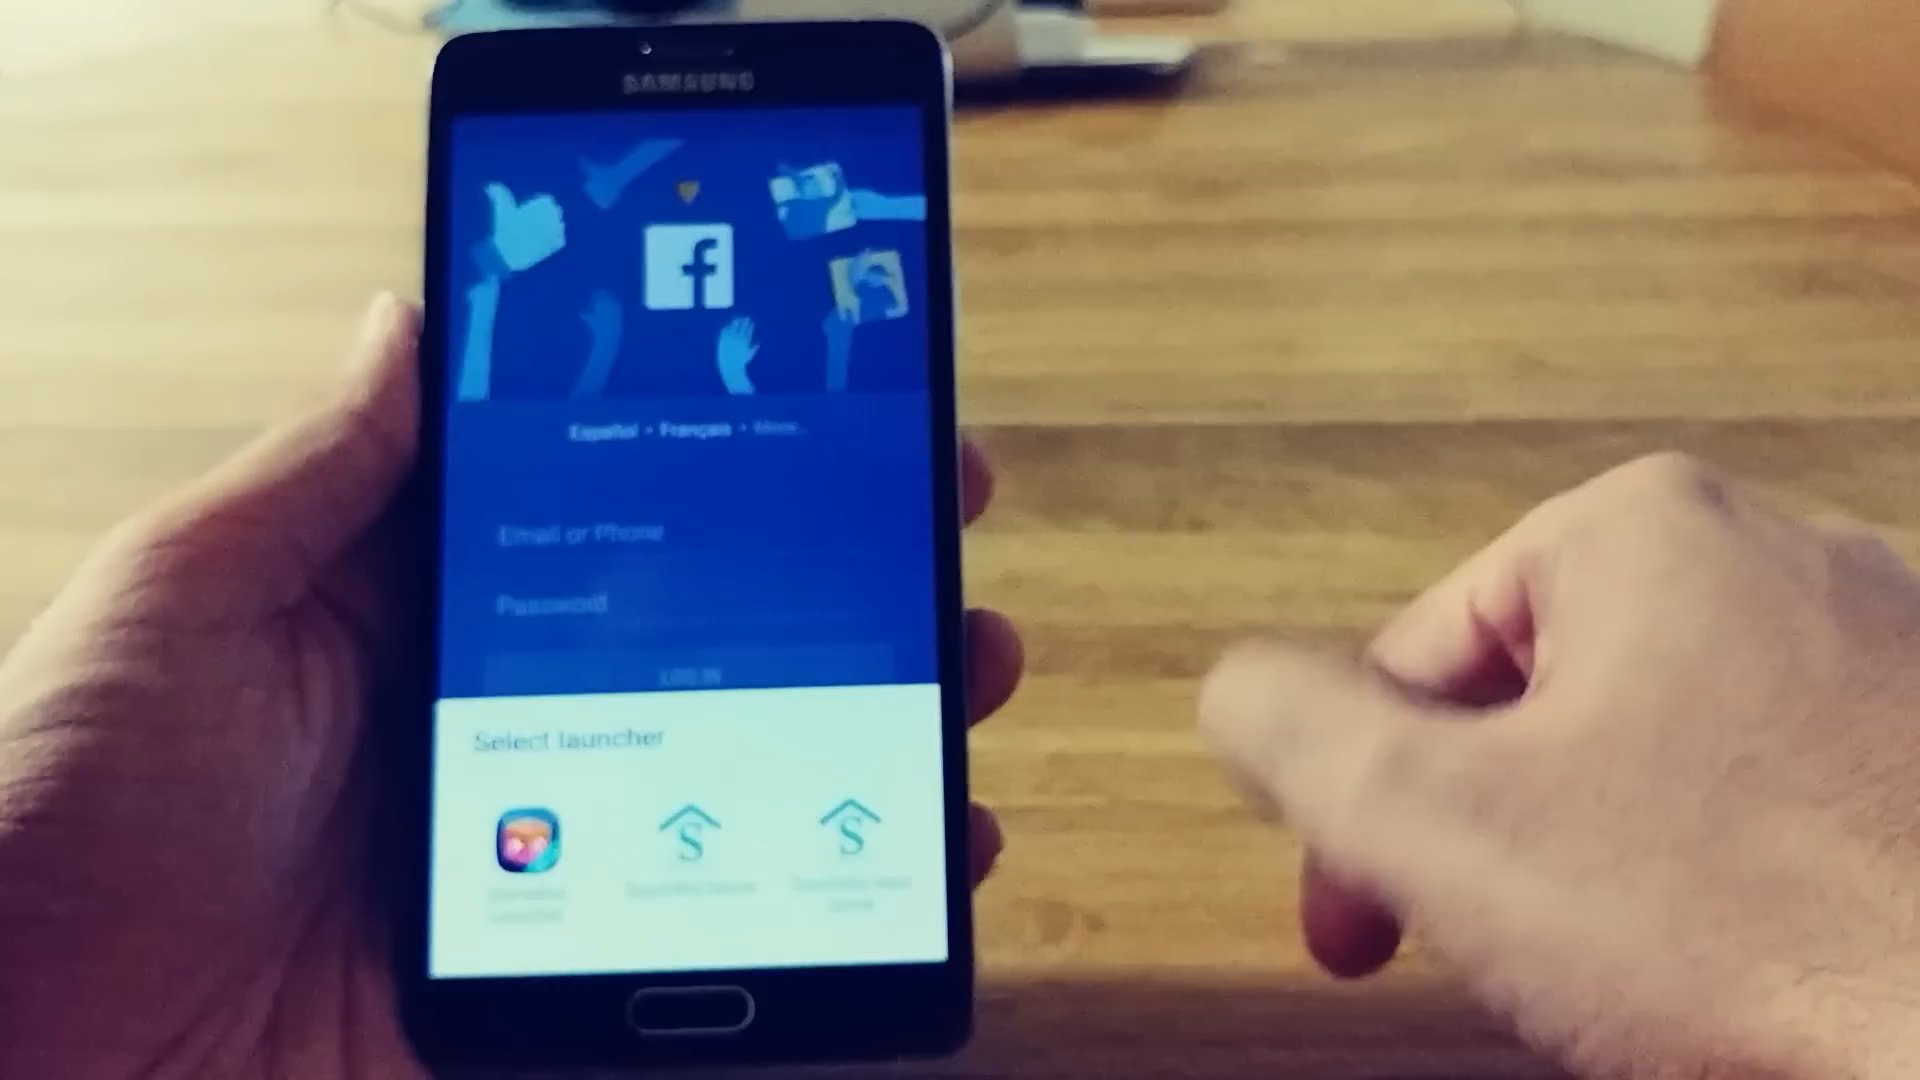 SAMSUNG
f
Español • Français • More...
Email or Phone
Password
LOG IN
Select launcher
S
S